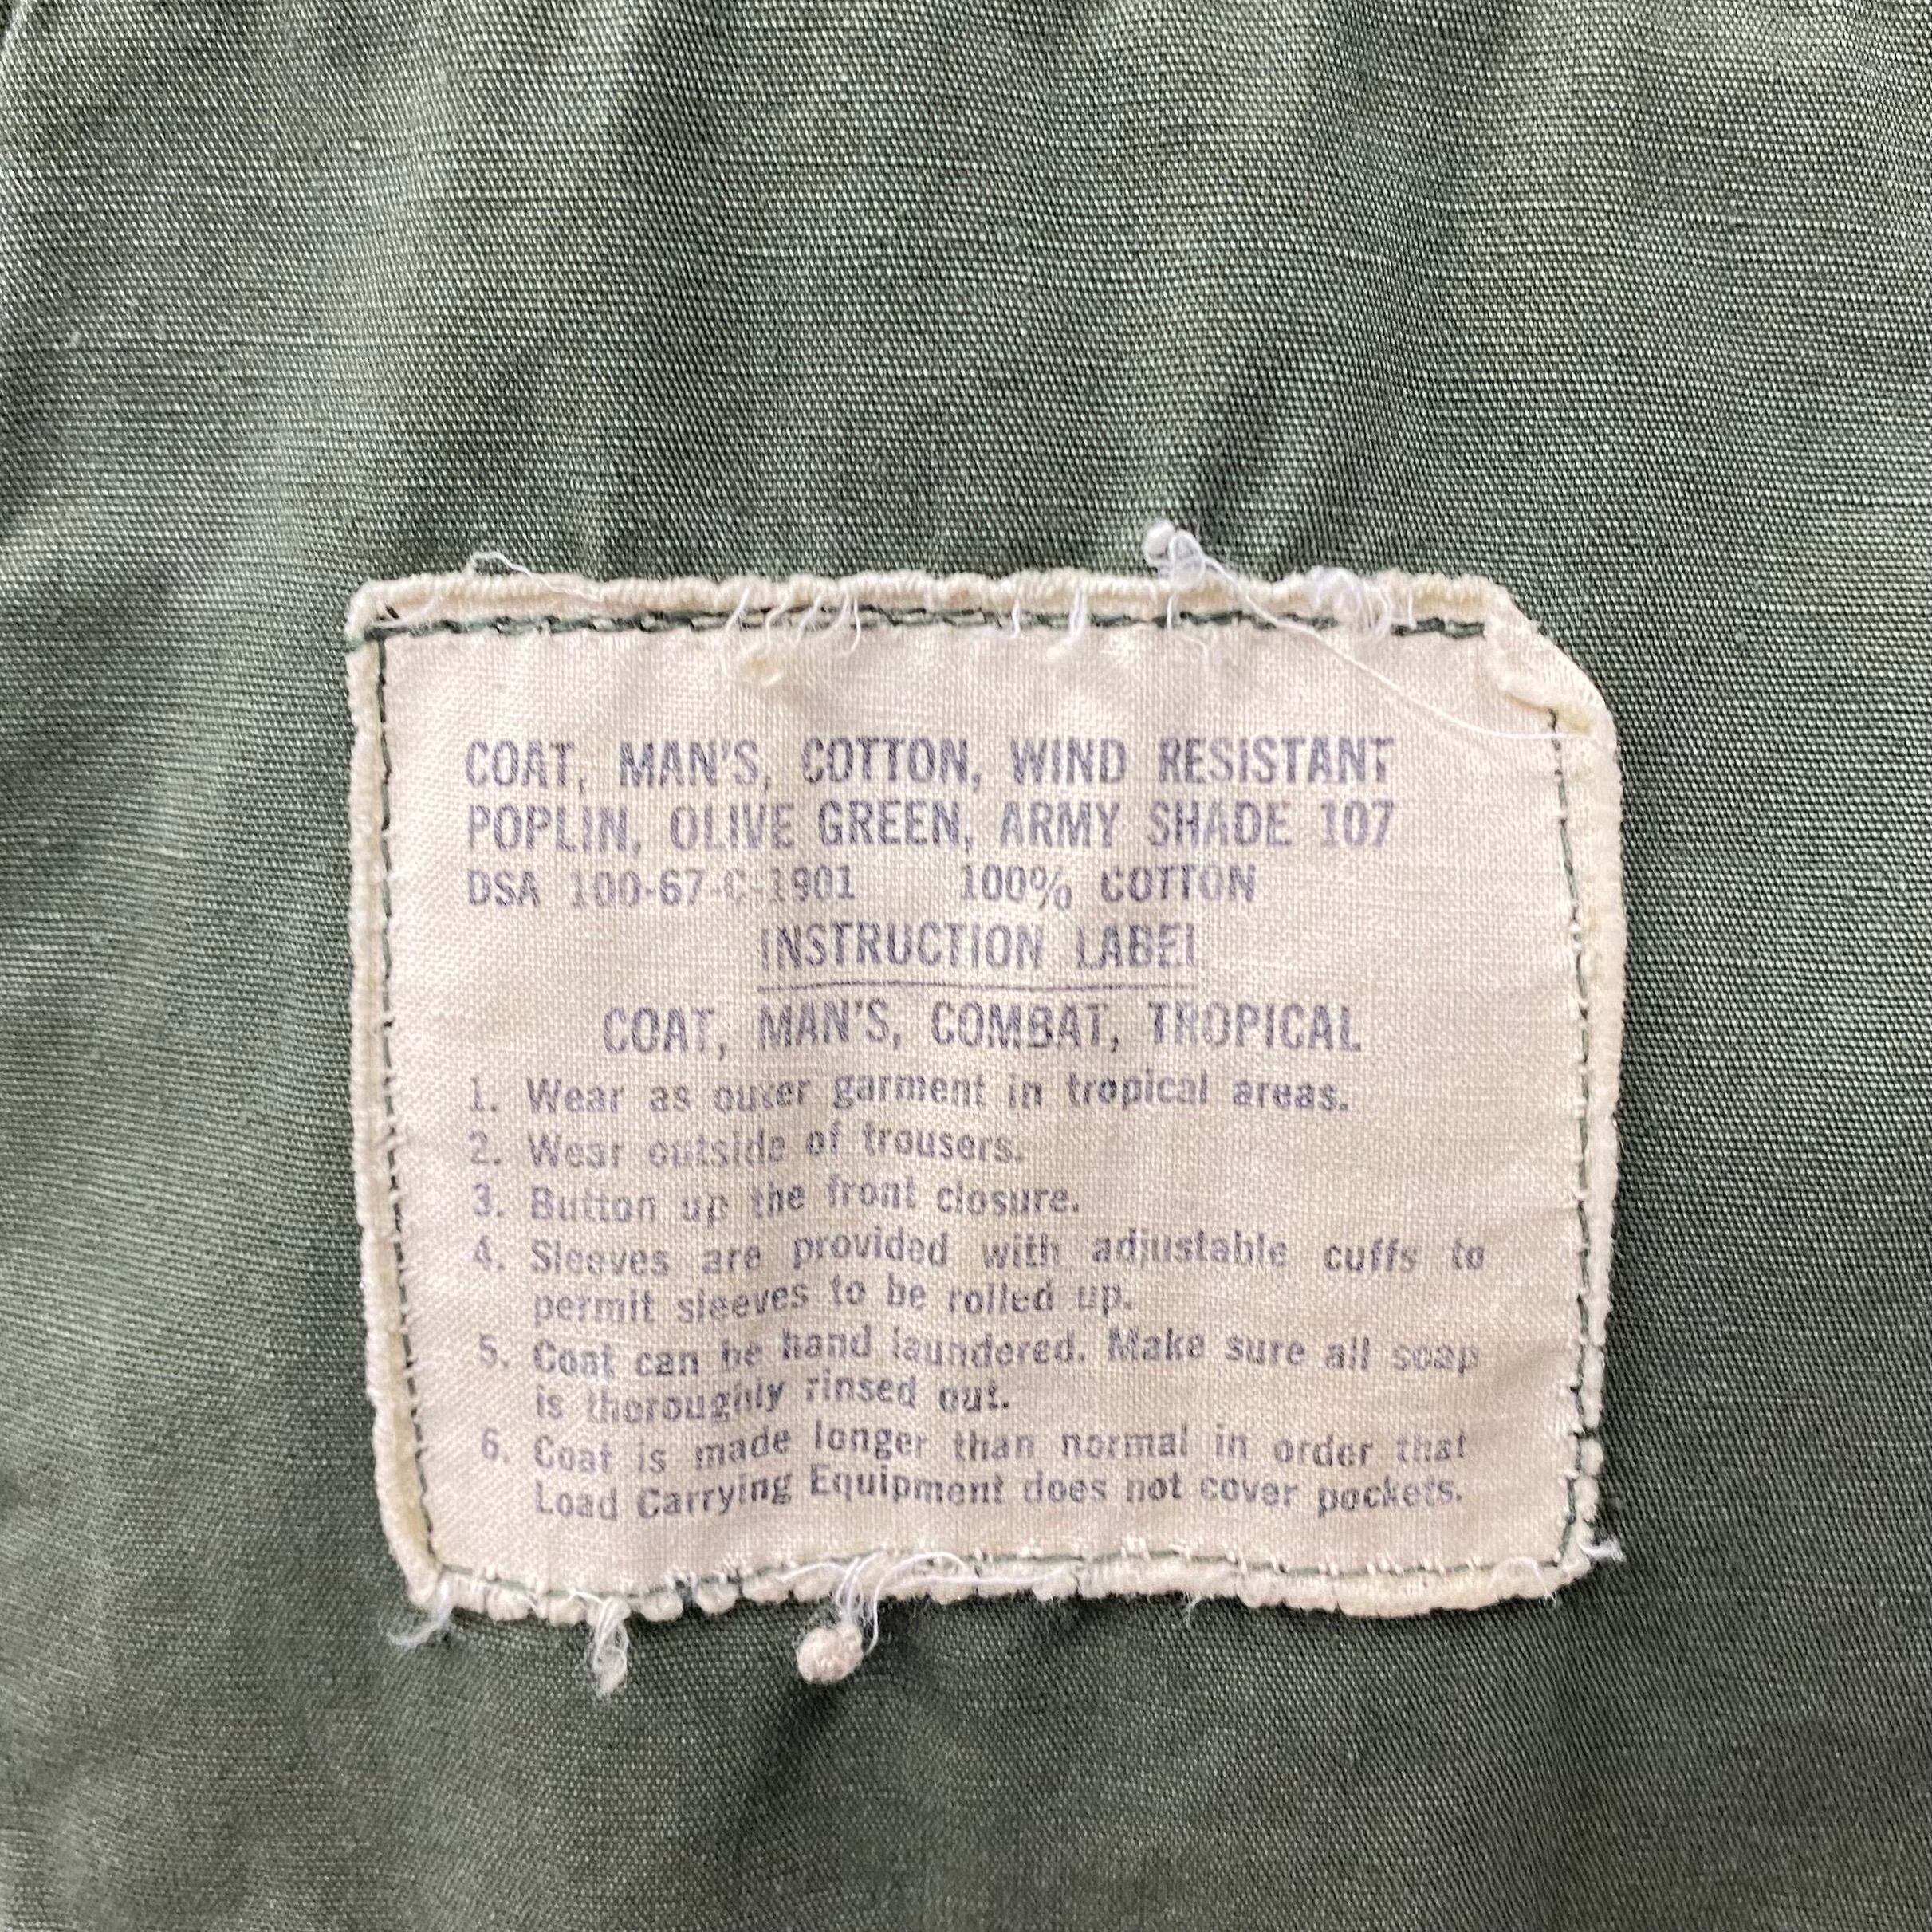 COAT, MAN'S, COTTON, WIND RESISTANT
POPLIN, OLIVE GREEN, ARMY SHADE 107
DSA 100-67-C-1901 100% COTTON
INSTRUCTION LABEL
COAT, MAN'S, COMBAT, TROPICAL
1. Wear as outer garment in tropical areas.
2. Wear outside of trousers.
3. Button up the front closure.
4. Sleeves are provided with adjustable cuffs to
permit sleeves to be rolled up.
5. Coat can be hand laundered. Make sure all soap
is thoroughly rinsed out.
6. Coat is made longer than normal in order that
Load Carrying Equipment does not cover pockets.